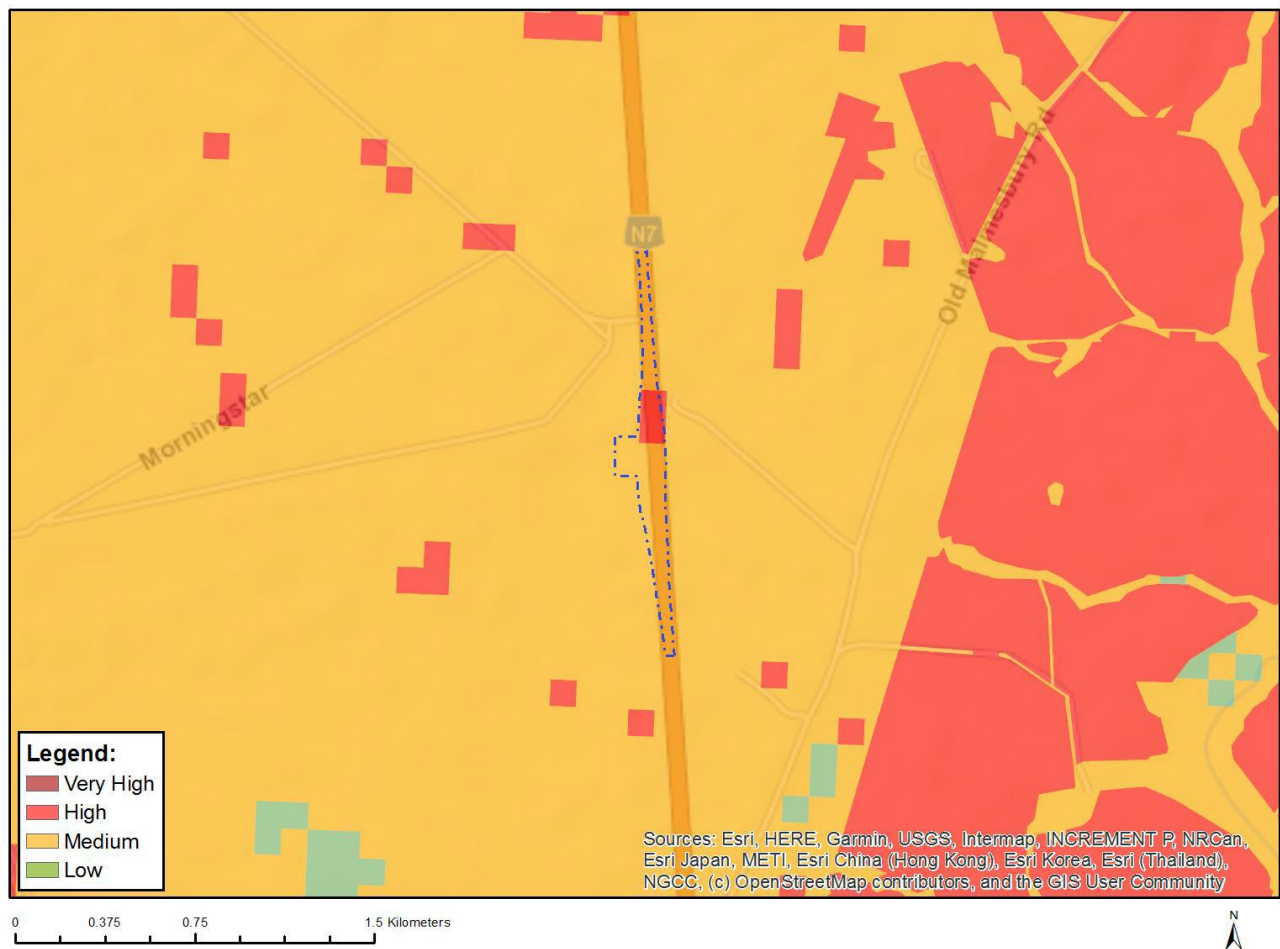 N7
Old Malmesbury Rd
Morningstar
Legend:
Very High
High
Medium
Low
Sources: Esri, HERE, Garmin, USGS, Intermap, INCREMENT P, NRCan,
Esri Japan, METI, Esri China (Hong Kong), Esri Korea, Esri (Thailand),
NGCC, (c) OpenStreetMap contributors, and the GIS User Community
0 0.375 0.75 1.5 Kilometers
N